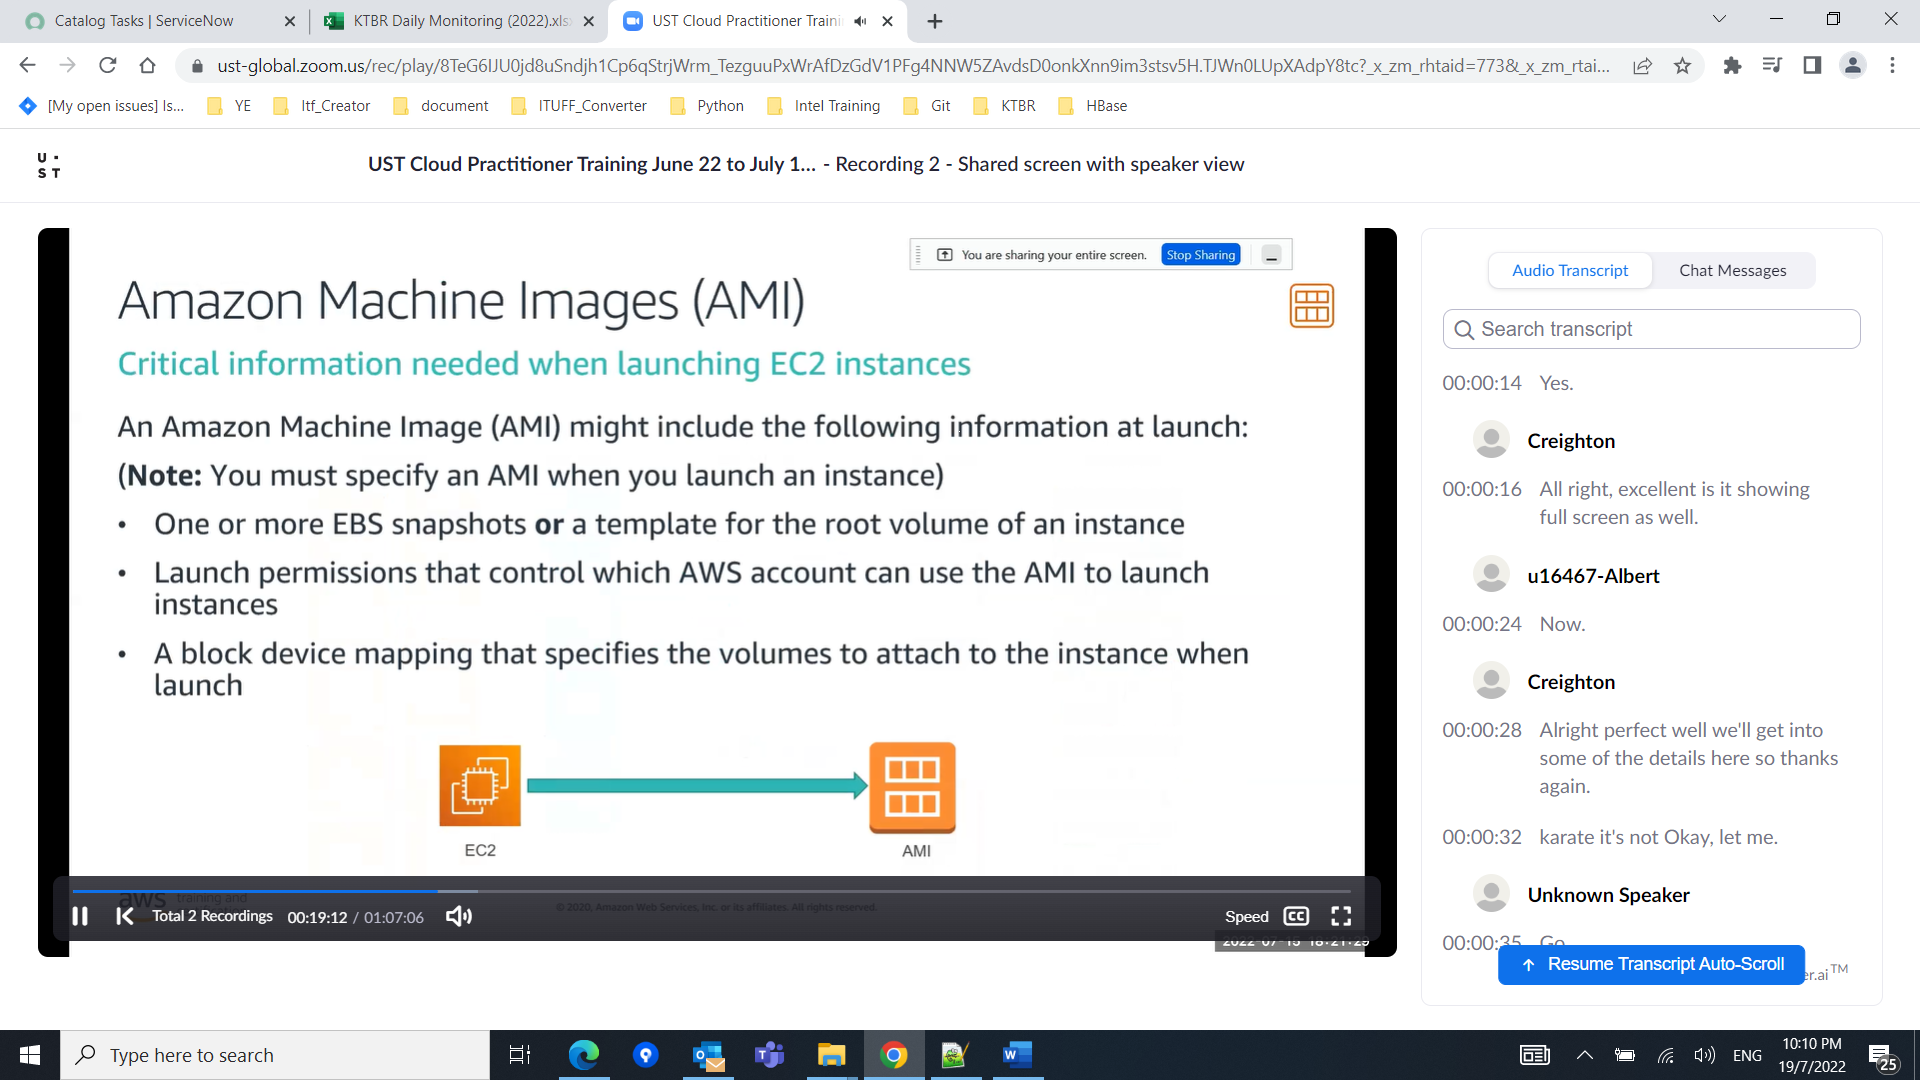 Catalog Tasks | ServiceNow
KTBR Daily Monitoring (2022).xls
UST Cloud Practitioner Traini
ust-global.zoom.us/rec/play/8TeG6IJU0jd8uSndjh1Cp6qStrjWrm_TezguuPxWrAfDzGdV1PFg4NNW5ZAvdsD0onkXnn9im3stsv5H.TJWn0LUpXAdpY8tc?_x_zm_rhtaid=773&_x_zm_rtai...
[My open issues] Is...
YE
Itf_Creator
document
ITUFF_Converter
Python
Intel Training
Git
KTBR
HBase
U.
ST
UST Cloud Practitioner Training June 22 to July 1... - Recording 2 - Shared screen with speaker view
You are sharing your entire screen. Stop Sharing
Amazon Machine Images (AMI)
Critical information needed when launching EC2 instances
An Amazon Machine Image (AMI) might include the following information at launch:
(Note: You must specify an AMI when you launch an instance)
• One or more EBS snapshots or a template for the root volume of an instance
• Launch permissions that control which AWS account can use the AMI to launch
instances
• A block device mapping that specifies the volumes to attach to the instance when
launch
EC2
AMI
aws training and
© 2020, Amazon Web Services, Inc. or its affiliates. All rights reserved.
Total 2 Recordings 00:19:12 / 01:07:06
Speed CC
2022-07-15 18:21:29
Audio Transcript
Chat Messages
Search transcript
00:00:14 Yes.
Creighton
00:00:16 All right, excellent is it showing
full screen as well.
u16467-Albert
00:00:24 Now.
Creighton
00:00:28 Alright perfect well we'll get into
some of the details here so thanks
again.
00:00:32 karate it's not Okay, let me.
Unknown Speaker
00:00:35 Go
Resume Transcript Auto-Scroll
er.ai™
Type here to search
ENG
10:10 PM
19/7/2022
25